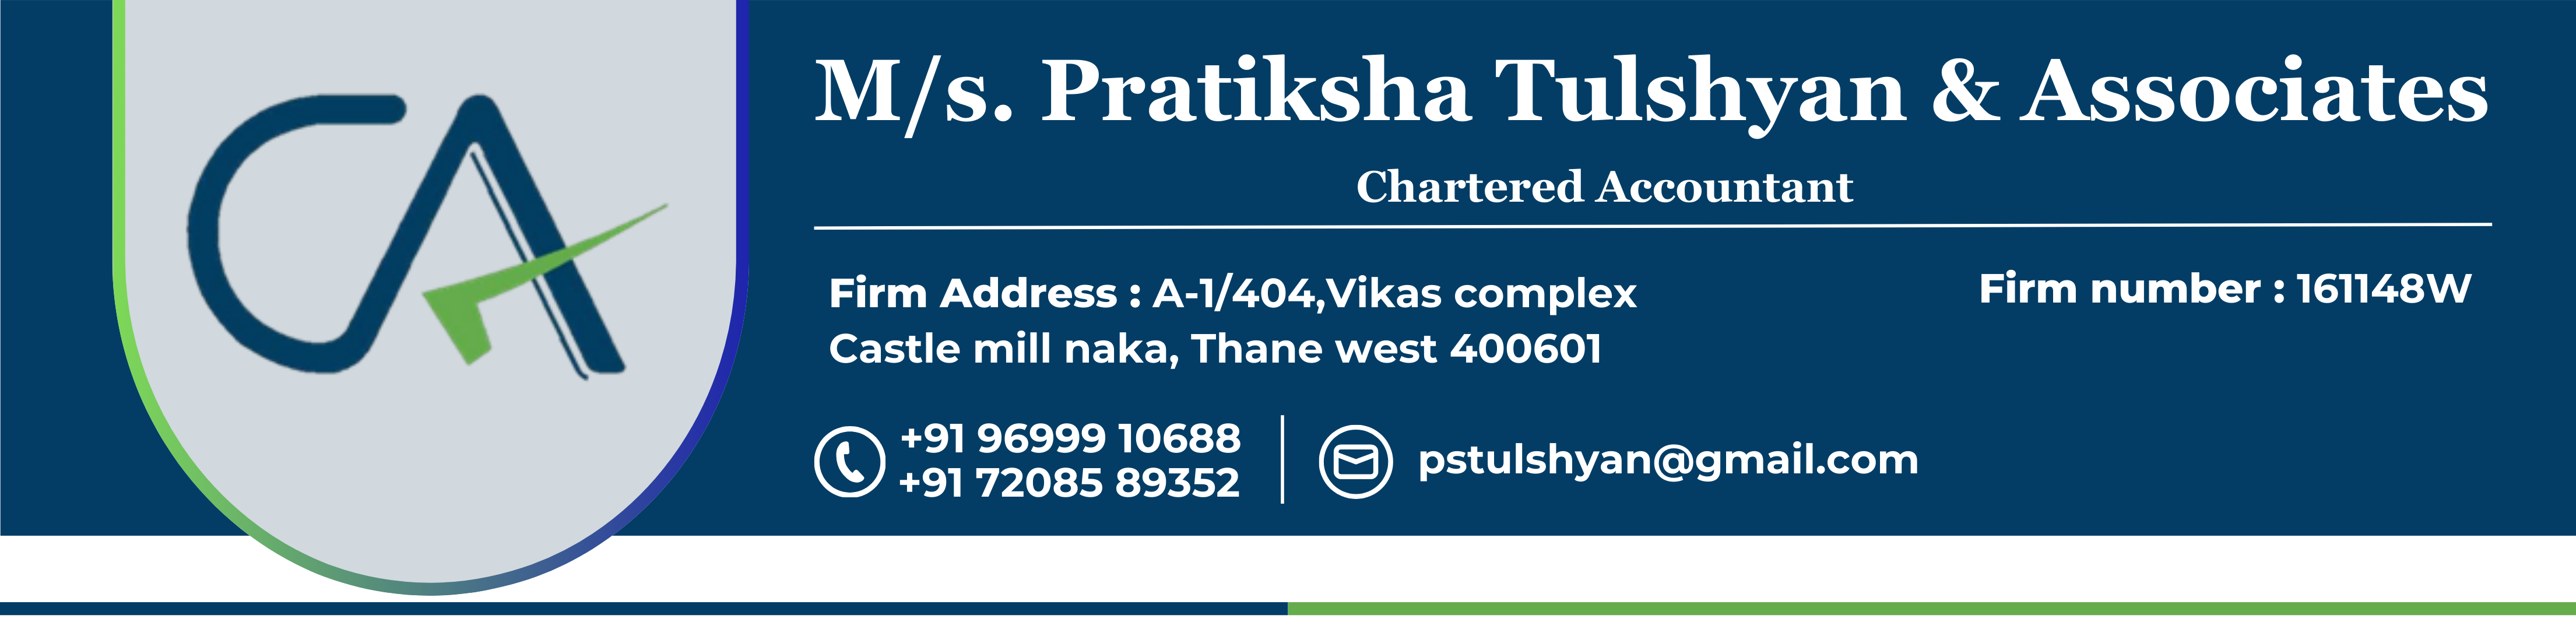 CA
M/s. Pratiksha Tulshyan & Associates
Chartered Accountant
Firm Address : A-1/404,Vikas complex
Castle mill naka, Thane west 400601
Firm number : 161148W
+91 96999 10688
+91 72085 89352
pstulshyan@gmail.com